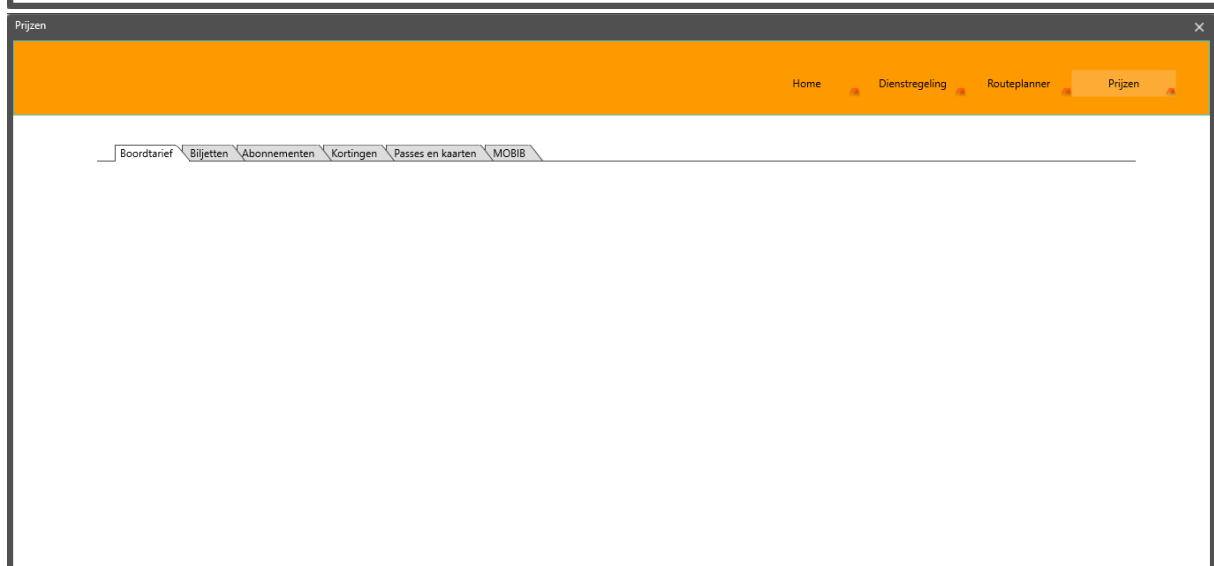 Prijzen
Home Dienstregeling Routeplanner Prijzen
Boordtarief Biljetten Abonnementen Kortingen Passes en kaarten MOBIB